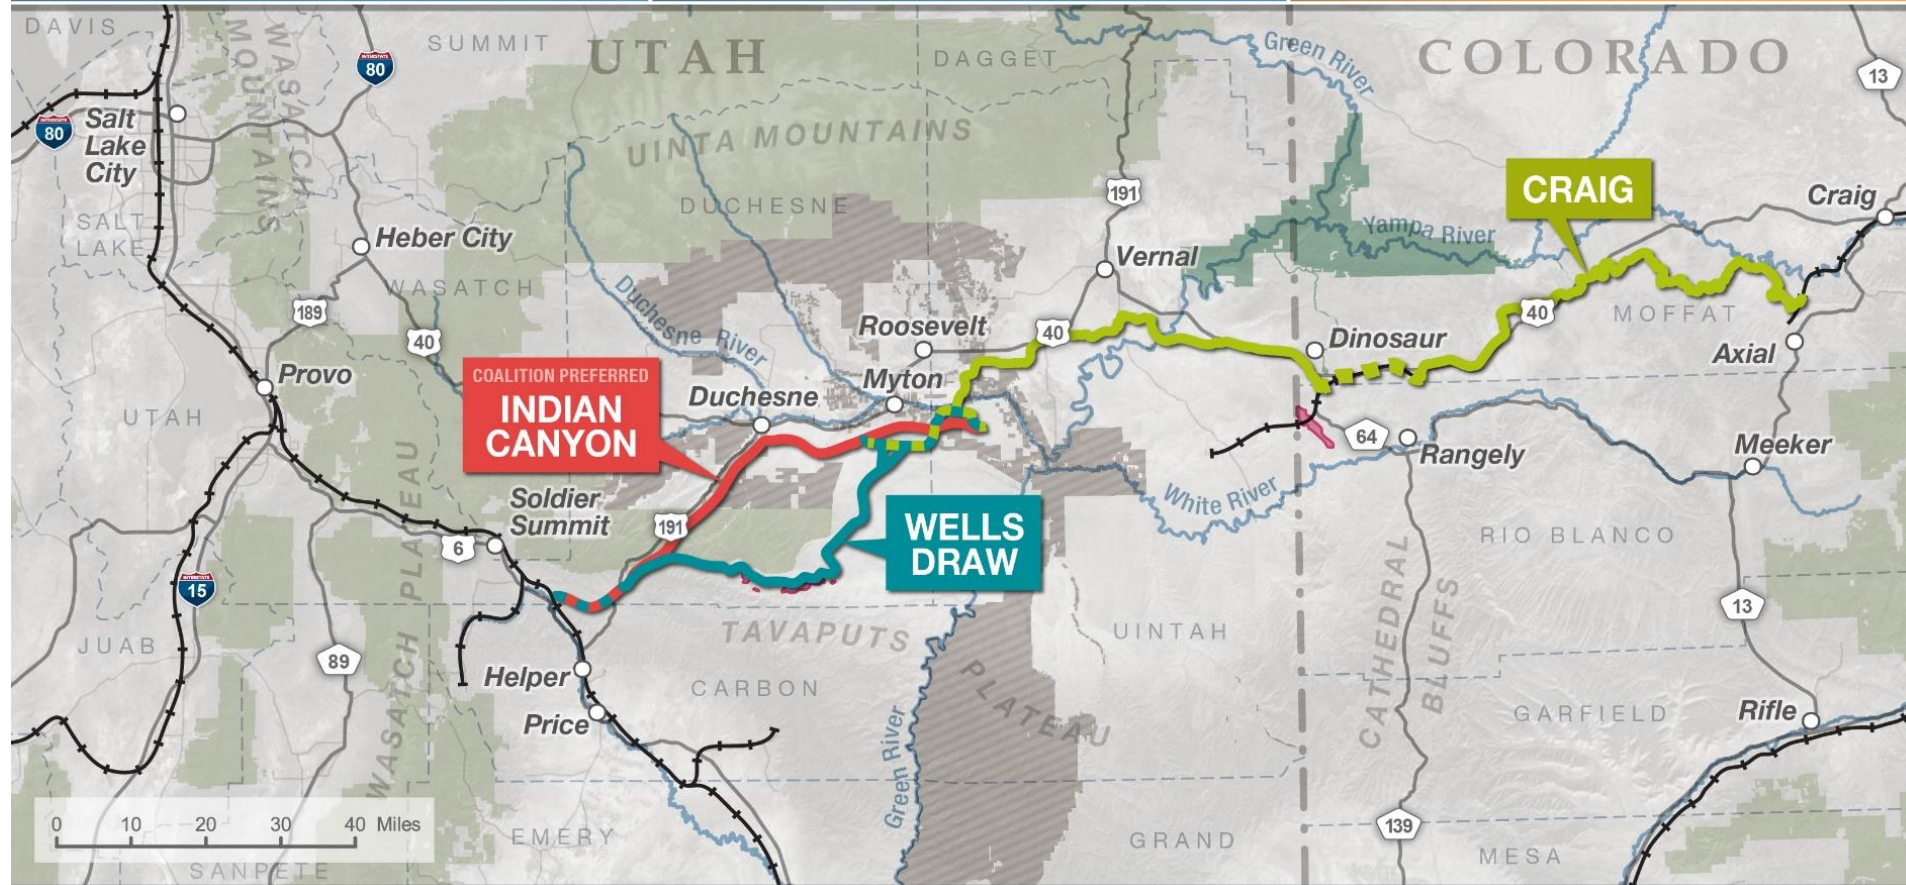 DAVIS
WASATCH
MOUNTAINS
SUMMIT
UTAH
DAGGET
Green River
COLORADO
13
INTERSTATE
80
INTERSTATE
80
Salt
Lake
City
UINTA MOUNTAINS
CRAIG
Craig
191
DUCHESNE
SALT
LAKE
Heber City
Yampa River
Vernal
WASATCH
Duchesne River
189
40
Roosevelt
40
40
MOFFAT
Dinosaur
Axial
Provo
COALITION PREFERRED
INDIAN
CANYON
Duchesne
Myton
UTAH
64
Rangely
Meeker
WASATCH PLATEAU
Soldier
Summit
191
White River
WELLS
DRAW
RIO BLANCO
6
INTERSTATE
15
CATHEDRAL
BLUFFS
13
JUAB
89
TAVAPUTS
PLATEAU
UINTAH
Helper
CARBON
Price
Green River
GARFIELD
Rifle
0 10 20 30 40 Miles
EMERY
GRAND
139
MESA
SANPETE